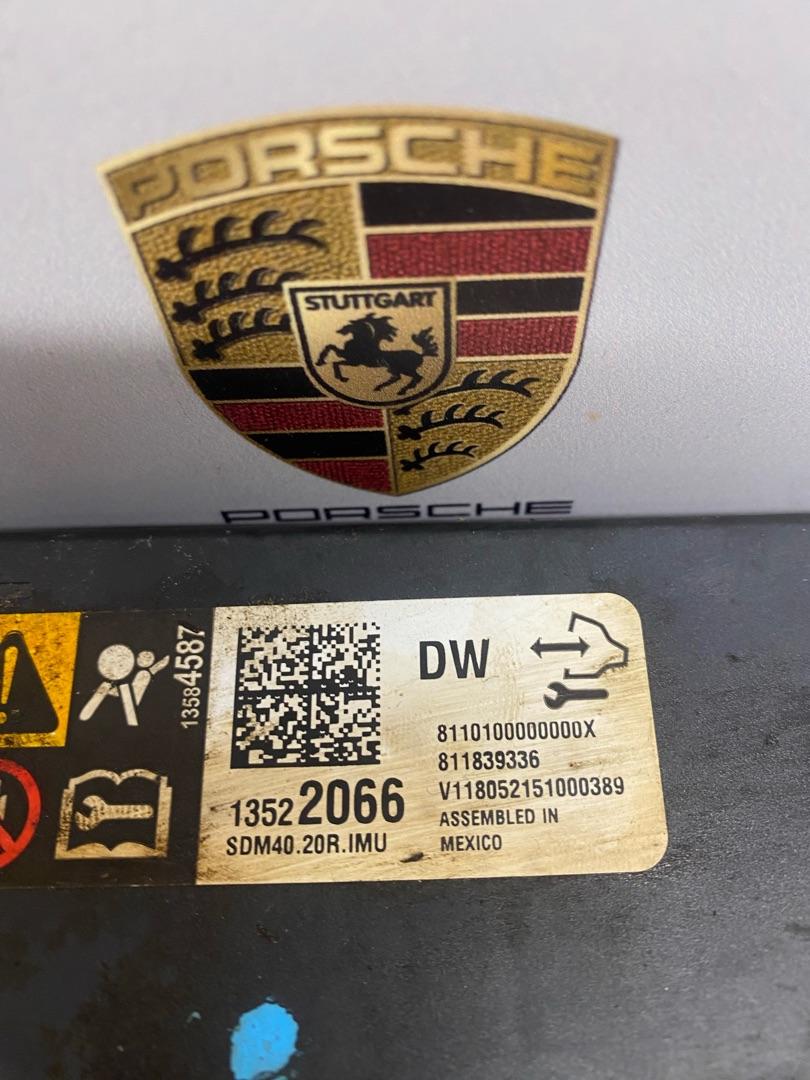 PORSCHE
STUTTGART
PORSCHE
13584587
DW
8110100000000X
811839336
V118052151000389
ASSEMBLED IN
MEXICO
13522066
SDM40.20R.IMU